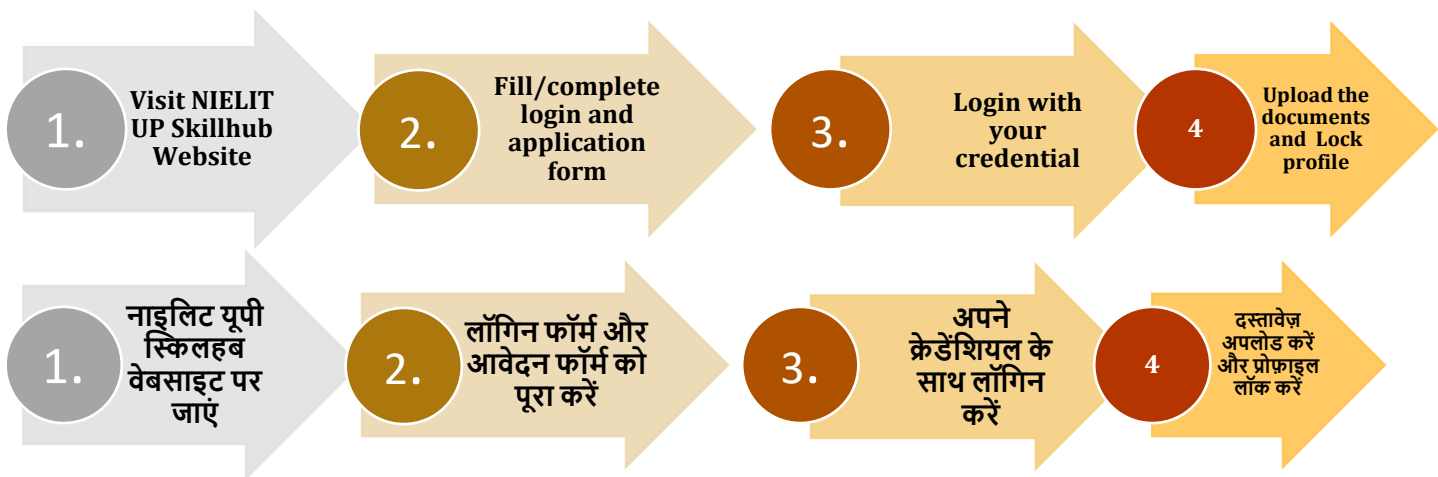 1.
Visit NIELIT
UP Skillhub
Website
2.
Fill/complete
login and
application
form
3.
Login with
your
credential
4
Upload the
documents
and Lock
profile
1.
नाइलिट यूपी
स्किलहब
वेबसाइट पर
जाएं
2.
लॉगिन फॉर्म और
आवेदन फॉर्म को
पूरा करें
3.
अपने
क्रेडेंशियल के
साथ लॉगिन
करें
4
दस्तावेज़
अपलोड करें
और प्रोफ़ाइल
लॉक करें